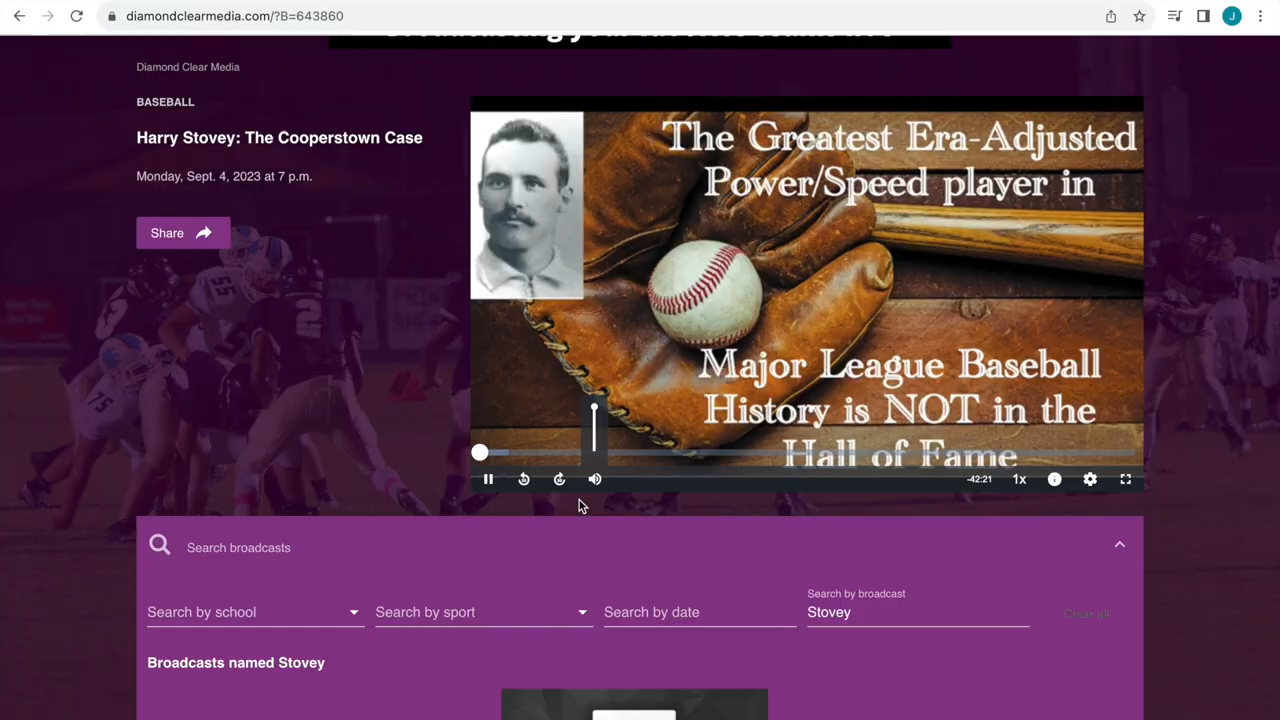 diamondclearmedia.com/?B=643860
J
Diamond Clear Media
BASEBALL
Harry Stovey: The Cooperstown Case
Monday, Sept. 4, 2023 at 7 p.m.
Share
The Greatest Era-Adjusted
Power/Speed player in
Major League Baseball
History is NOT in the
Hall of Fame
-42:21
1x
Search broadcasts
Search by school
Search by sport
Search by date
Search by broadcast
Stovey
Clear all
Broadcasts named Stovey